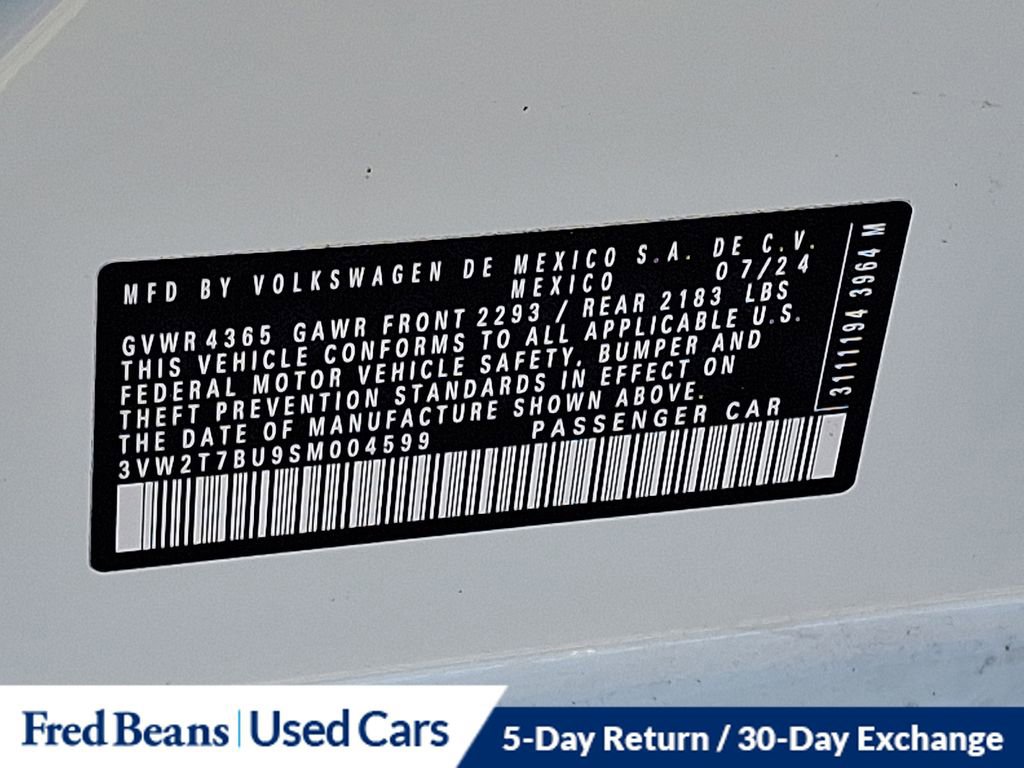 MFD BY VOLKSWAGEN DE MEXICO S.A. DE C.V.
MEXICO 07/24
GVWR 4365 GAWR FRONT 2293 / REAR 2183 LBS
THIS VEHICLE CONFORMS TO ALL APPLICABLE U.S.
FEDERAL MOTOR VEHICLE SAFETY, BUMPER AND
THEFT PREVENTION STANDARDS IN EFFECT ON
THE DATE OF MANUFACTURE SHOWN ABOVE.
3VW2T7BU9SM004599 PASSENGER CAR
3111194 3964 M
Fred Beans | Used Cars
5-Day Return / 30-Day Exchange